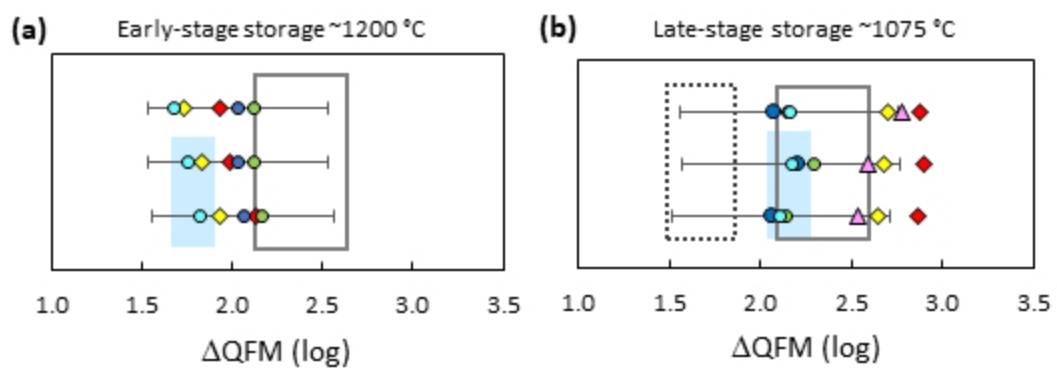 (a) Early-stage storage ~1200 °C
1.0 1.5 2.0 2.5 3.0 3.5
ΔQFM (log)
(b) Late-stage storage ~1075 °C
1.0 1.5 2.0 2.5 3.0 3.5
ΔQFM (log)